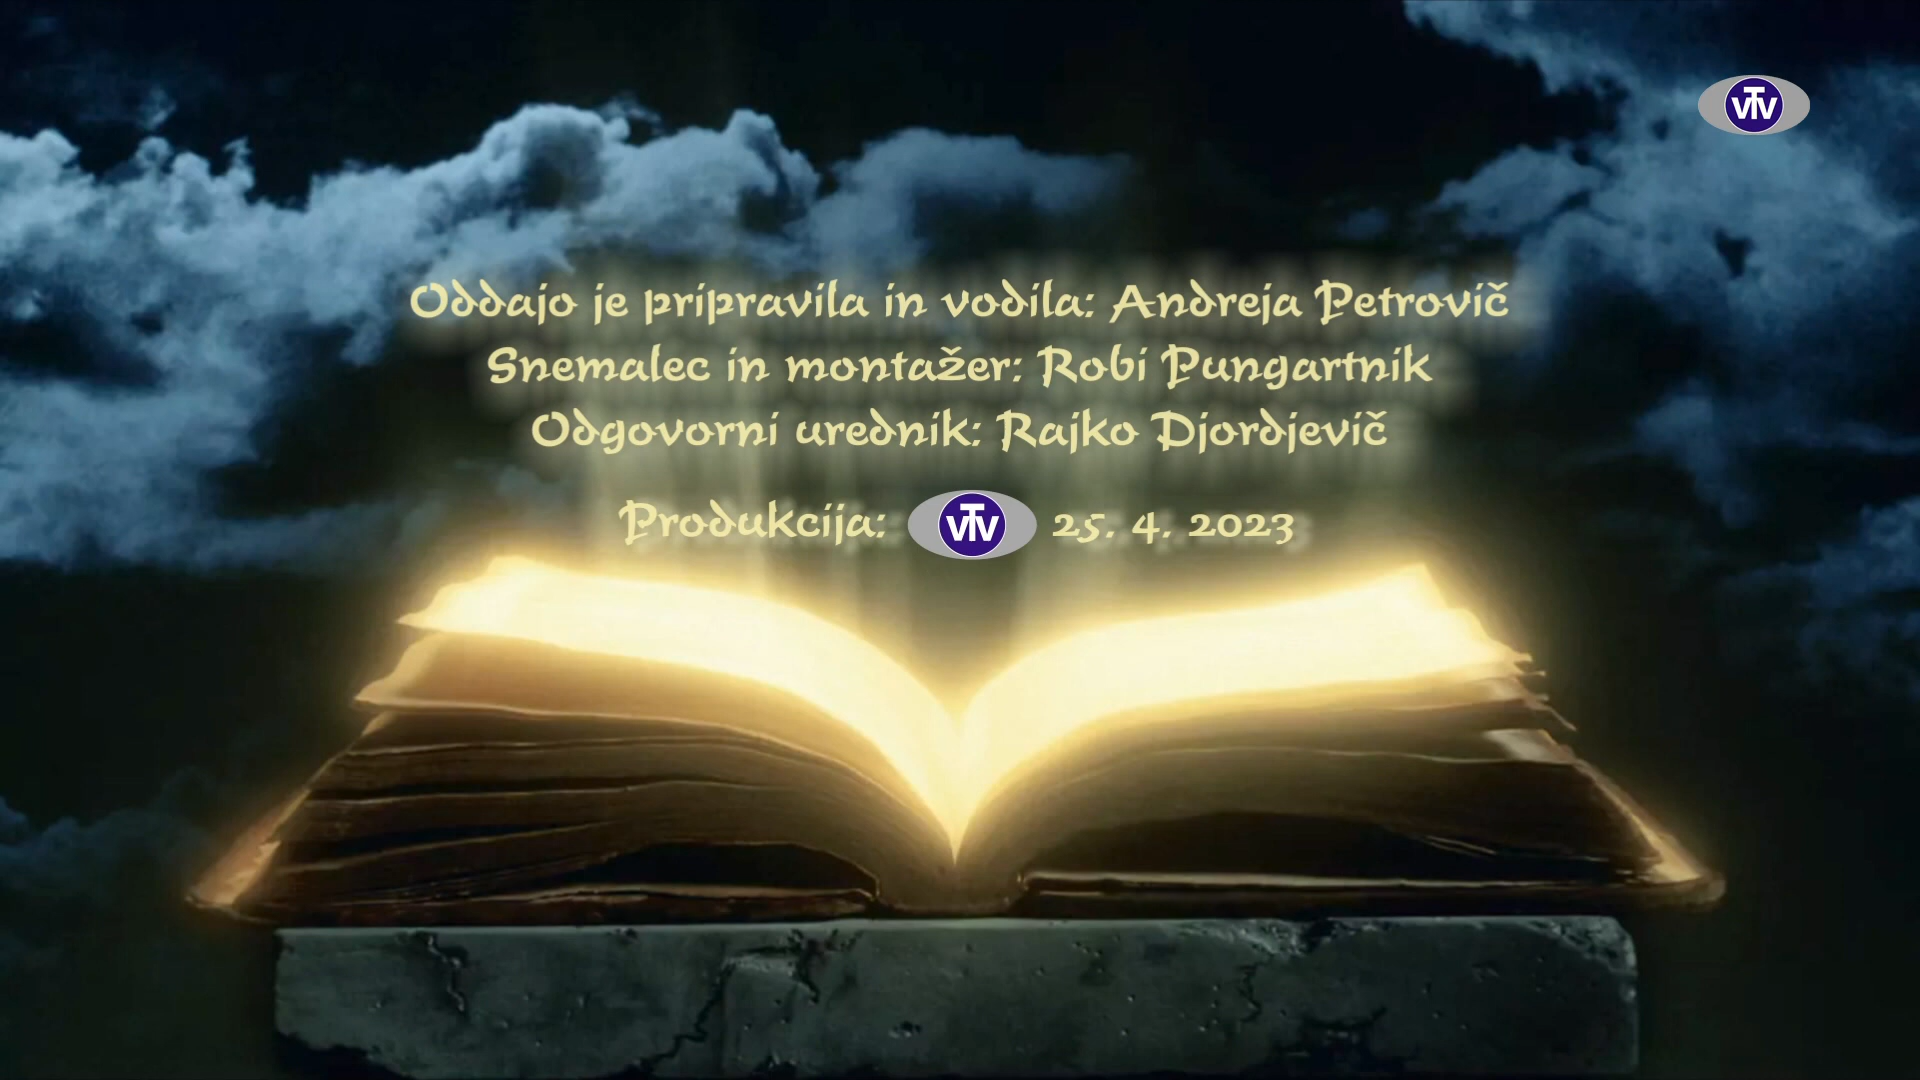 VTV
Oddajo je pripravila in vodila: Andreja Petrovič
Snemalec in montažer: Robi Pungartnik
Odgovorni urednik: Rajko Djordjevič
Produkcija: VTV 25. 4. 2023